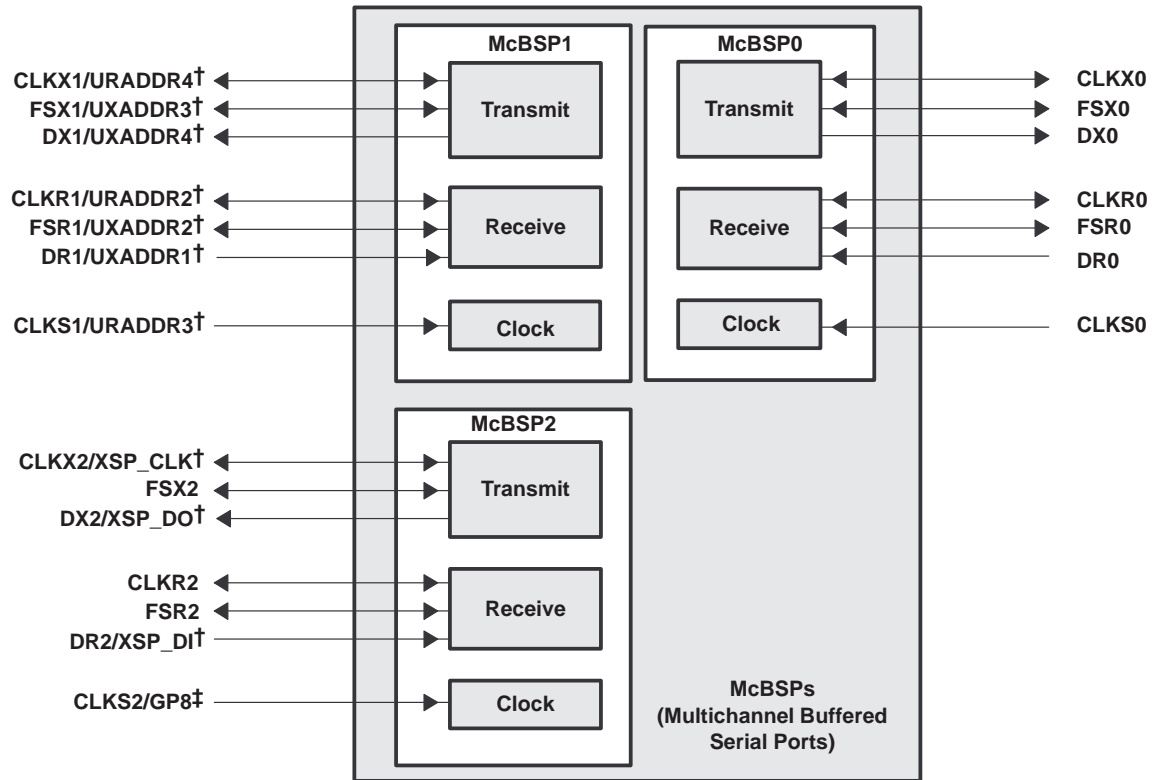 McBSP1
CLKX1/URADDR4†
FSX1/UXADDR3†
DX1/UXADDR4†
Transmit
CLKR1/URADDR2†
FSR1/UXADDR2†
DR1/UXADDR1†
Receive
CLKS1/URADDR3†
Clock
McBSP0
Transmit
CLKX0
FSX0
DX0
Receive
CLKR0
FSR0
DR0
Clock
CLKS0
McBSP2
CLKX2/XSP_CLK†
FSX2
DX2/XSP_DO†
Transmit
CLKR2
FSR2
DR2/XSP_DI†
Receive
CLKS2/GP8‡
Clock
McBSPs
(Multichannel Buffered
Serial Ports)